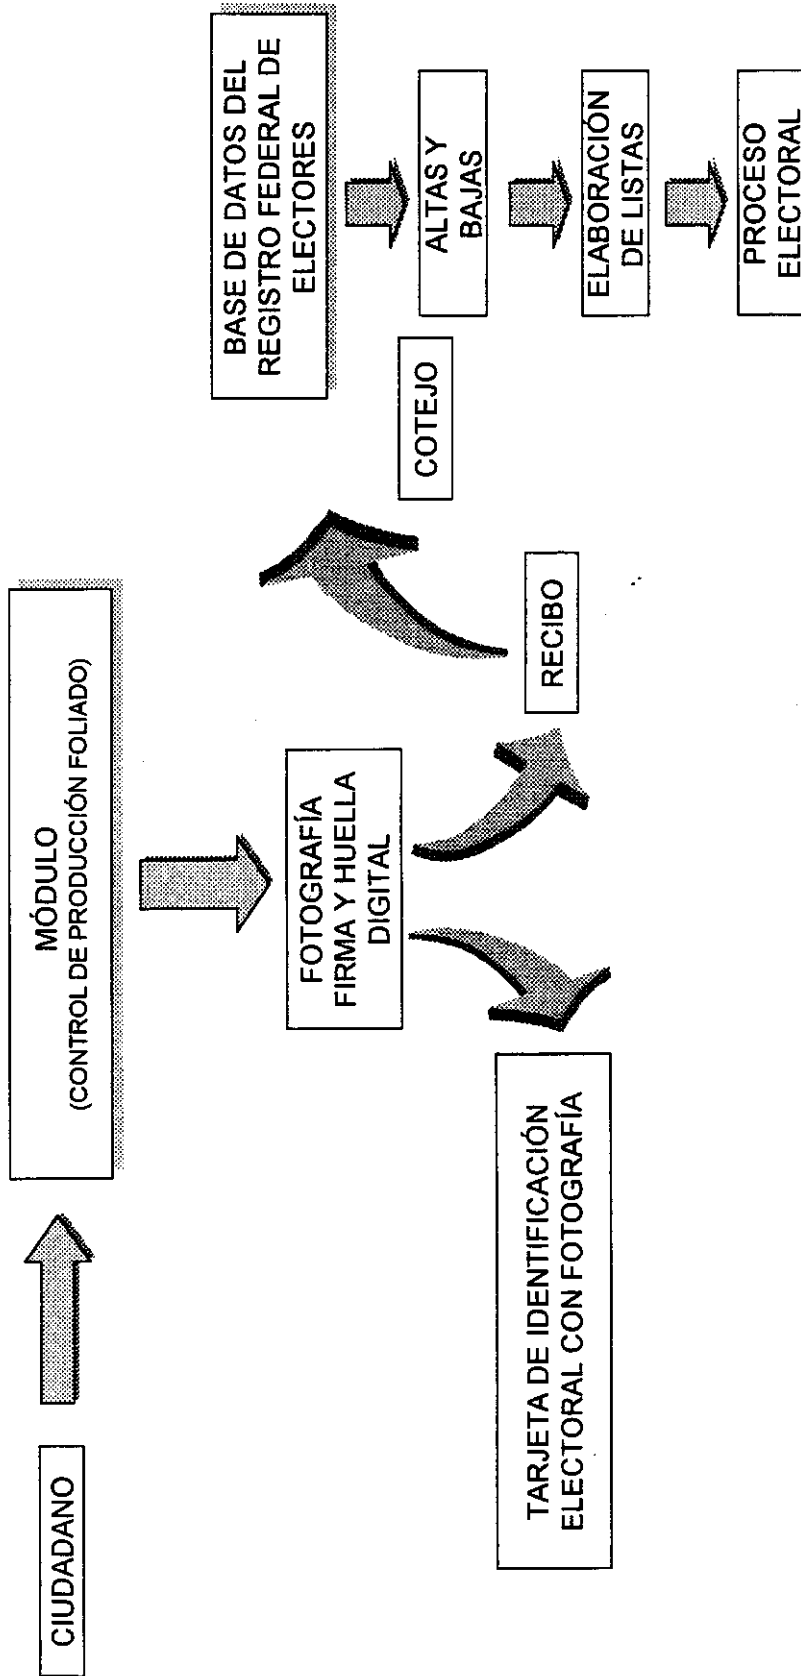 CIUDADANO
MÓDULO
(CONTROL DE PRODUCCIÓN FOLIADO)
FOTOGRAFÍA
FIRMA Y HUELLA
DIGITAL
TARJETA DE IDENTIFICACIÓN
ELECTORAL CON FOTOGRAFÍA
RECIBO
COTEJO
BASE DE DATOS DEL
REGISTRO FEDERAL DE
ELECTORES
ALTAS Y
BAJAS
ELABORACIÓN
DE LISTAS
PROCESO
ELECTORAL